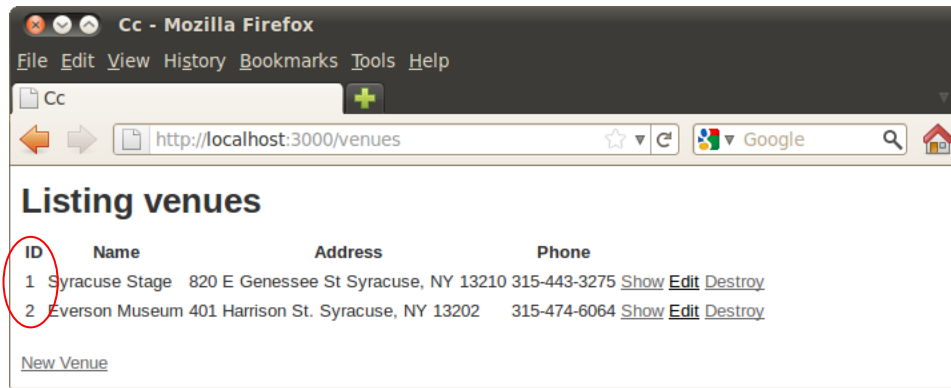 Cc - Mozilla Firefox
File Edit View History Bookmarks Tools Help
Cc
http://localhost:3000/venues Google
Listing venues
ID Name Address Phone
1 Syracuse Stage 820 E Genessee St Syracuse, NY 13210 315-443-3275 Show Edit Destroy
2 Everson Museum 401 Harrison St. Syracuse, NY 13202 315-474-6064 Show Edit Destroy
New Venue